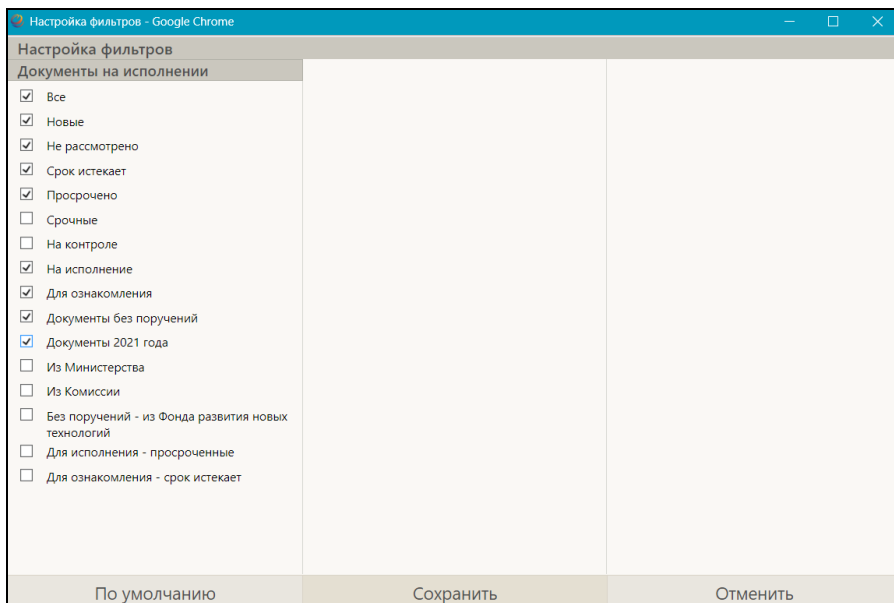 Настройка фильтров - Google Chrome
Настройка фильтров
Документы на исполнении
Все
Новые
Не рассмотрено
Срок истекает
Просрочено
Срочные
На контроле
На исполнение
Для ознакомления
Документы без поручений
Документы 2021 года
Из Министерства
Из Комиссии
Без поручений - из Фонда развития новых
технологий
Для исполнения - просроченные
Для ознакомления - срок истекает
По умолчанию
Сохранить
Отменить